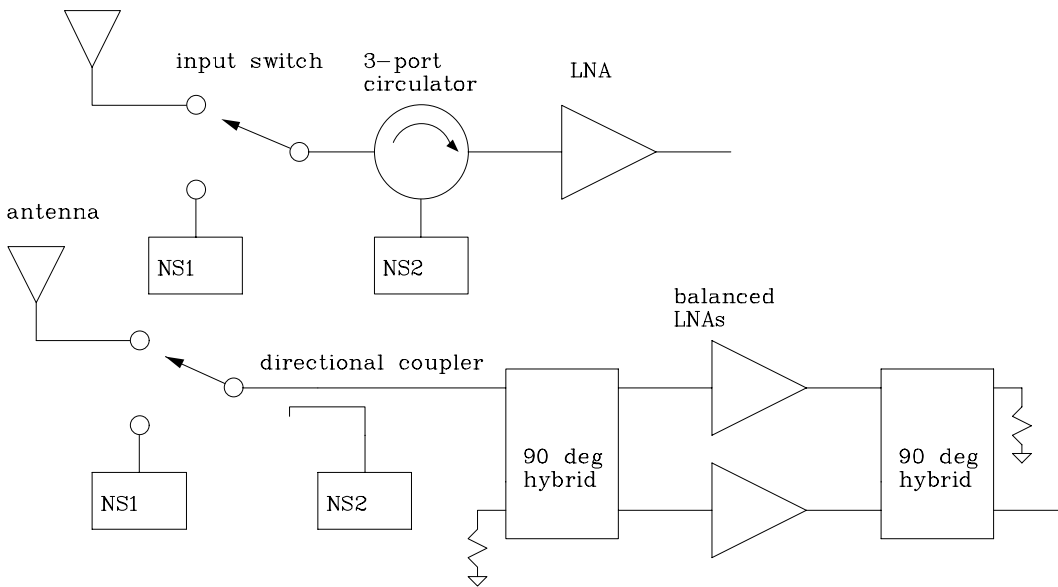 input switch
3-port
circulator
LNA
NS1
NS2
antenna
balanced
LNAs
directional coupler
90 deg
hybrid
90 deg
hybrid
NS1
NS2